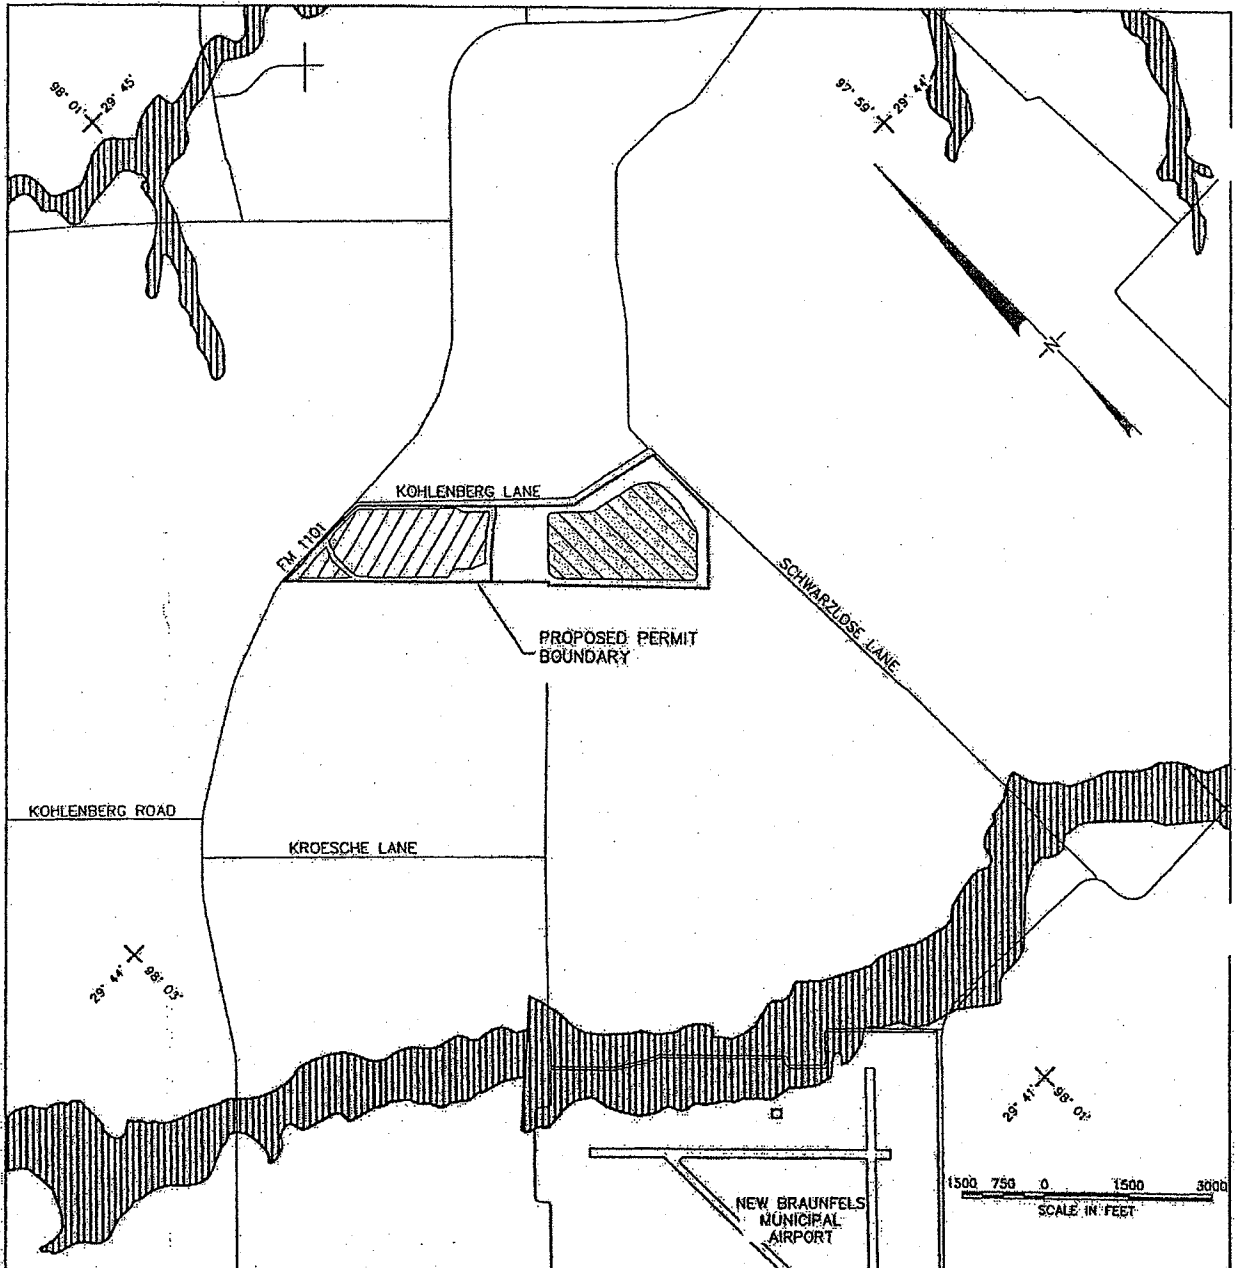 98° 01'
29° 45'
97° 59'
29° 44'
N
KOHLENBERG LANE
FM 1101
SCHWARZLOSE LANE
PROPOSED PERMIT
BOUNDARY
KOHLENBERG ROAD
KROESCHE LANE
29° 44'
98° 03'
29° 41'
98° 01'
1500 750 0 1500 3000
SCALE IN FEET
NEW BRAUNFELS
MUNICIPAL
AIRPORT